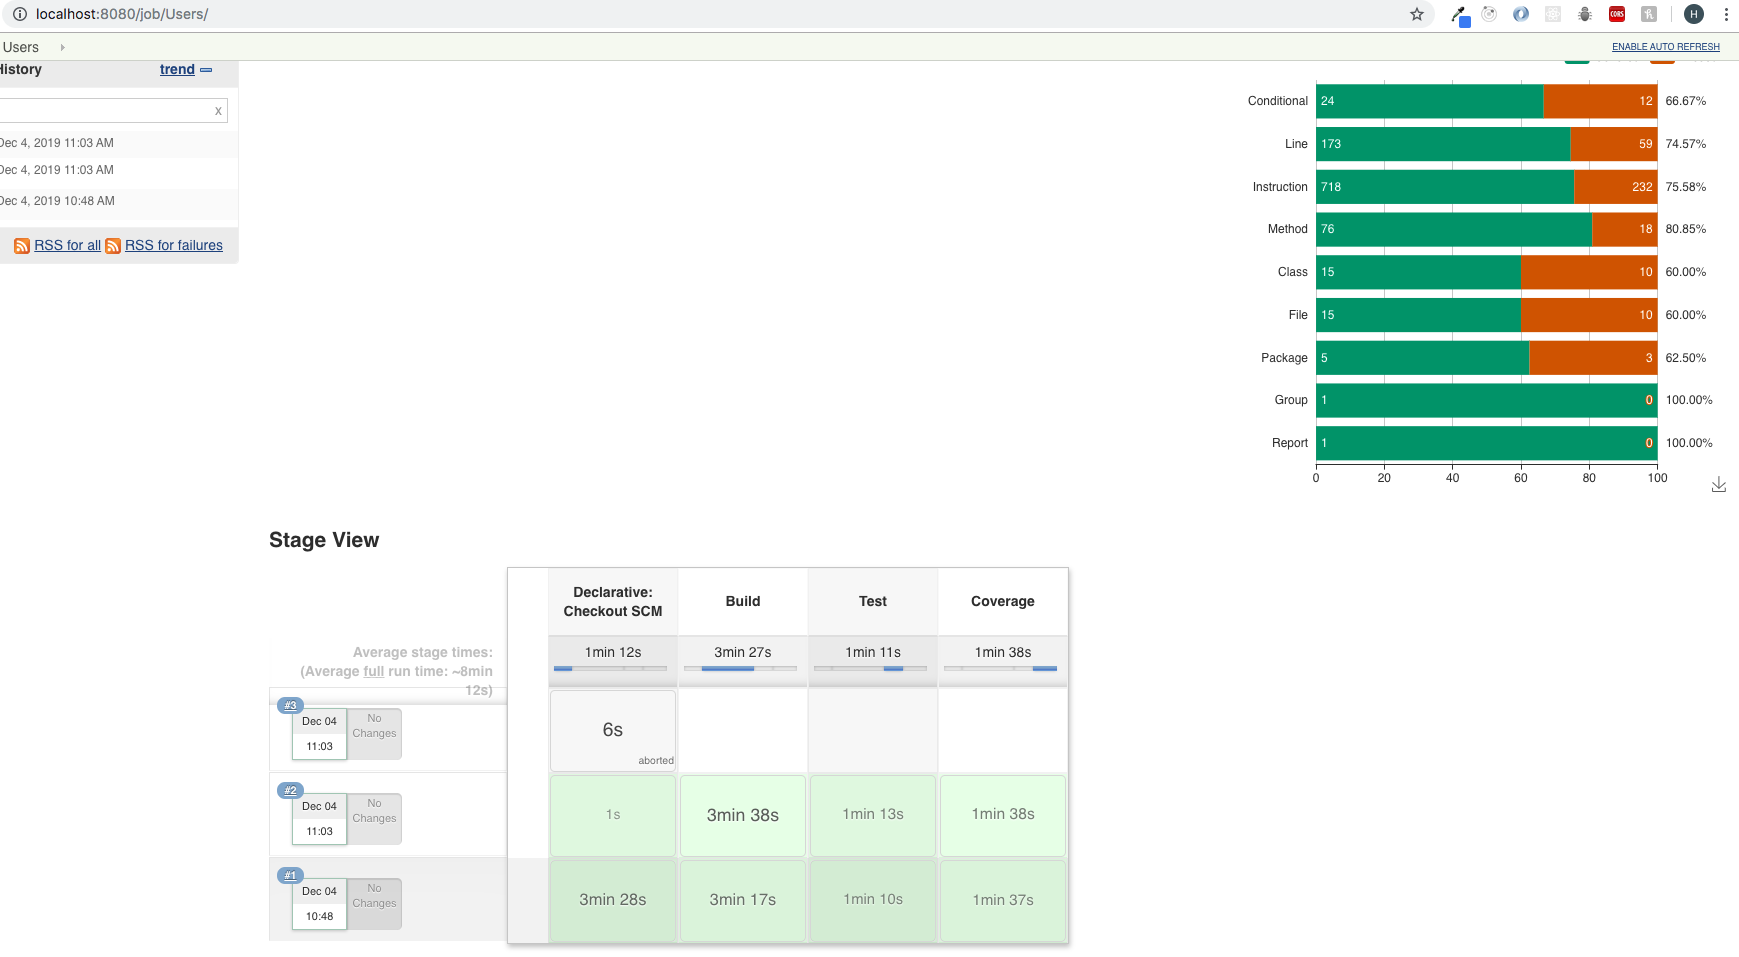 localhost:8080/job/Users/
CORS
H
Users
ENABLE AUTO REFRESH
History
trend
x
Dec 4, 2019 11:03 AM
Dec 4, 2019 11:03 AM
Dec 4, 2019 10:48 AM
RSS for all
RSS for failures
Conditional 24 12 66.67%
Line 173 59 74.57%
Instruction 718 232 75.58%
Method 76 18 80.85%
Class 15 10 60.00%
File 15 10 60.00%
Package 5 3 62.50%
Group 1 0 100.00%
Report 1 0 100.00%
0 20 40 60 80 100
Stage View
Declarative:
Checkout SCM
Build
Test
Coverage
Average stage times:
(Average full run time: ~8min
12s)
1min 12s
3min 27s
1min 11s
1min 38s
#3
Dec 04
11:03
No
Changes
6s
aborted
#2
Dec 04
11:03
No
Changes
1s
3min 38s
1min 13s
1min 38s
#1
Dec 04
10:48
No
Changes
3min 28s
3min 17s
1min 10s
1min 37s